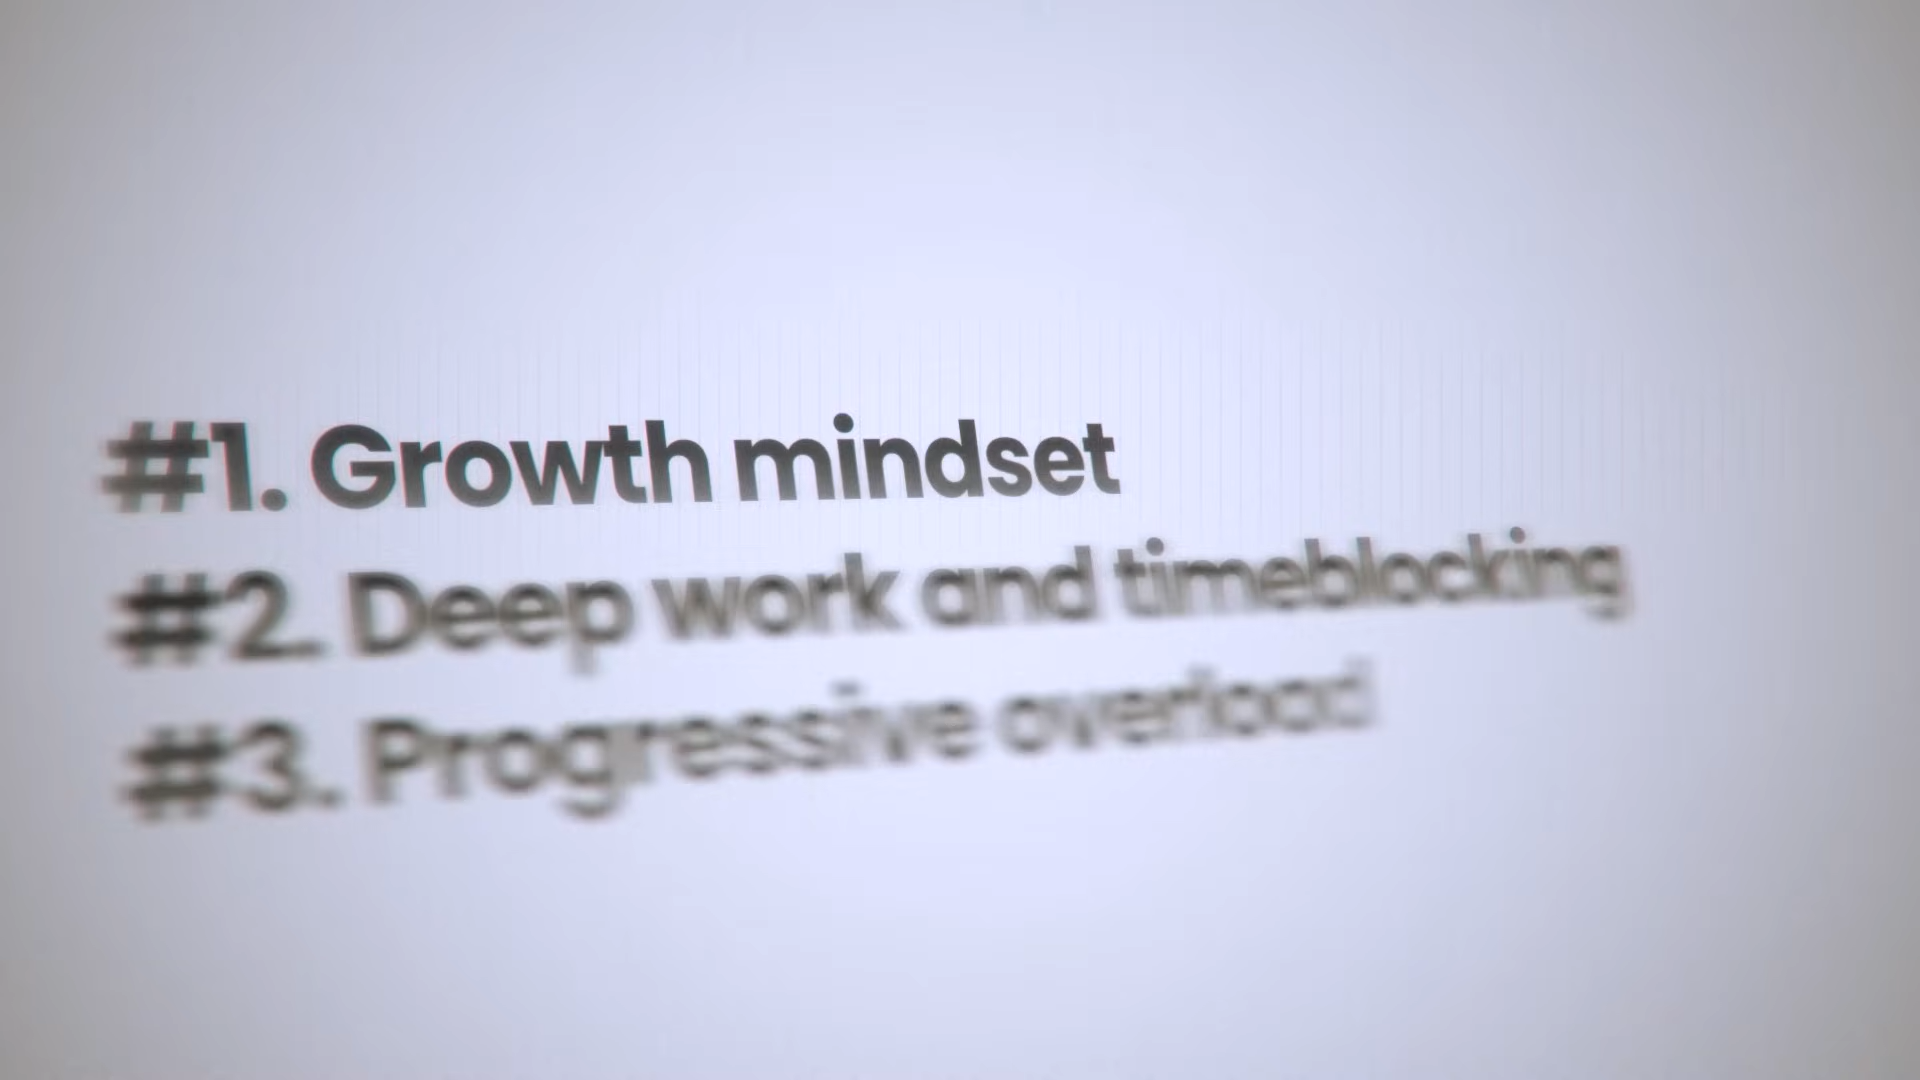 #1. Growth mindset
#2. Deep work and timeblocking
#3. Progressive overload